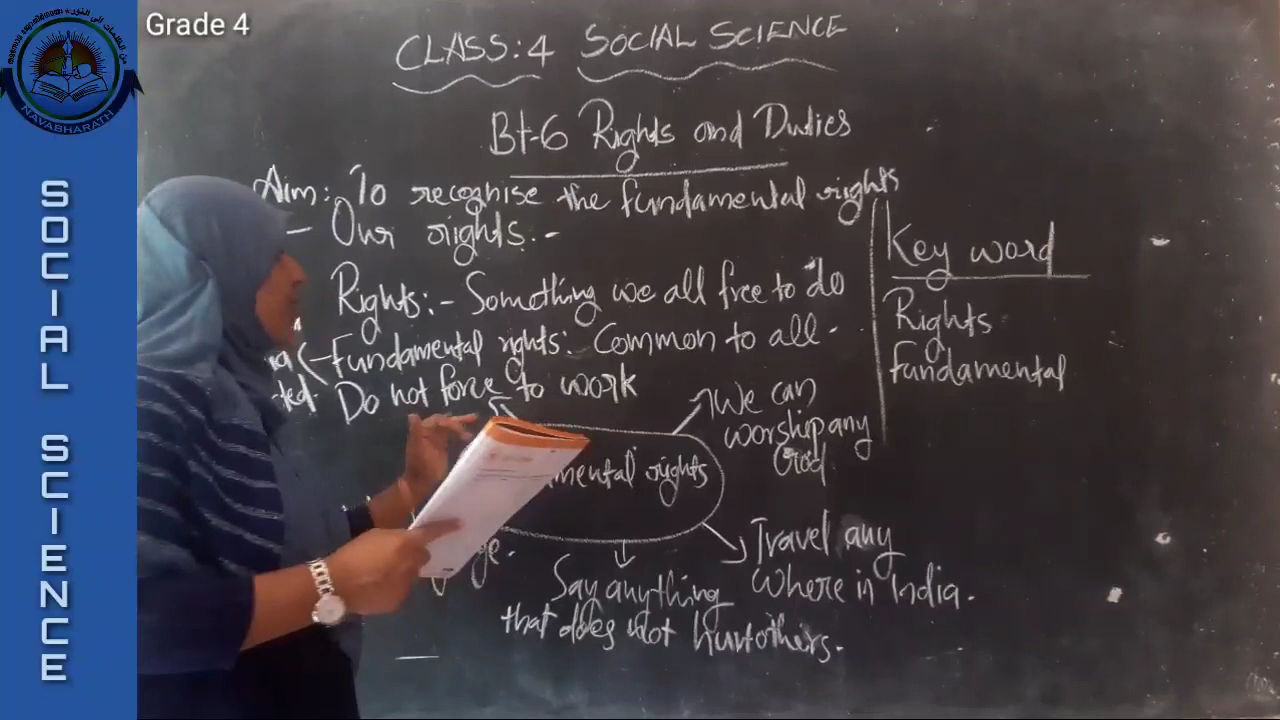 Grade 4
NAVABHARATH
SOCIAL SCIENCE
CLASS: 4 SOCIAL SCIENCE
Bt-6 Rights and Duties
Aim: To recognise the fundamental rights
- Our rights.-
Rights:- Something we all free to do
Fundamental rights: Common to all.
Do not force to work
We can
worship any
God
mental rights
Travel any
where in India.
Say anything
that does not hurt others.
Key word
Rights
Fundamental